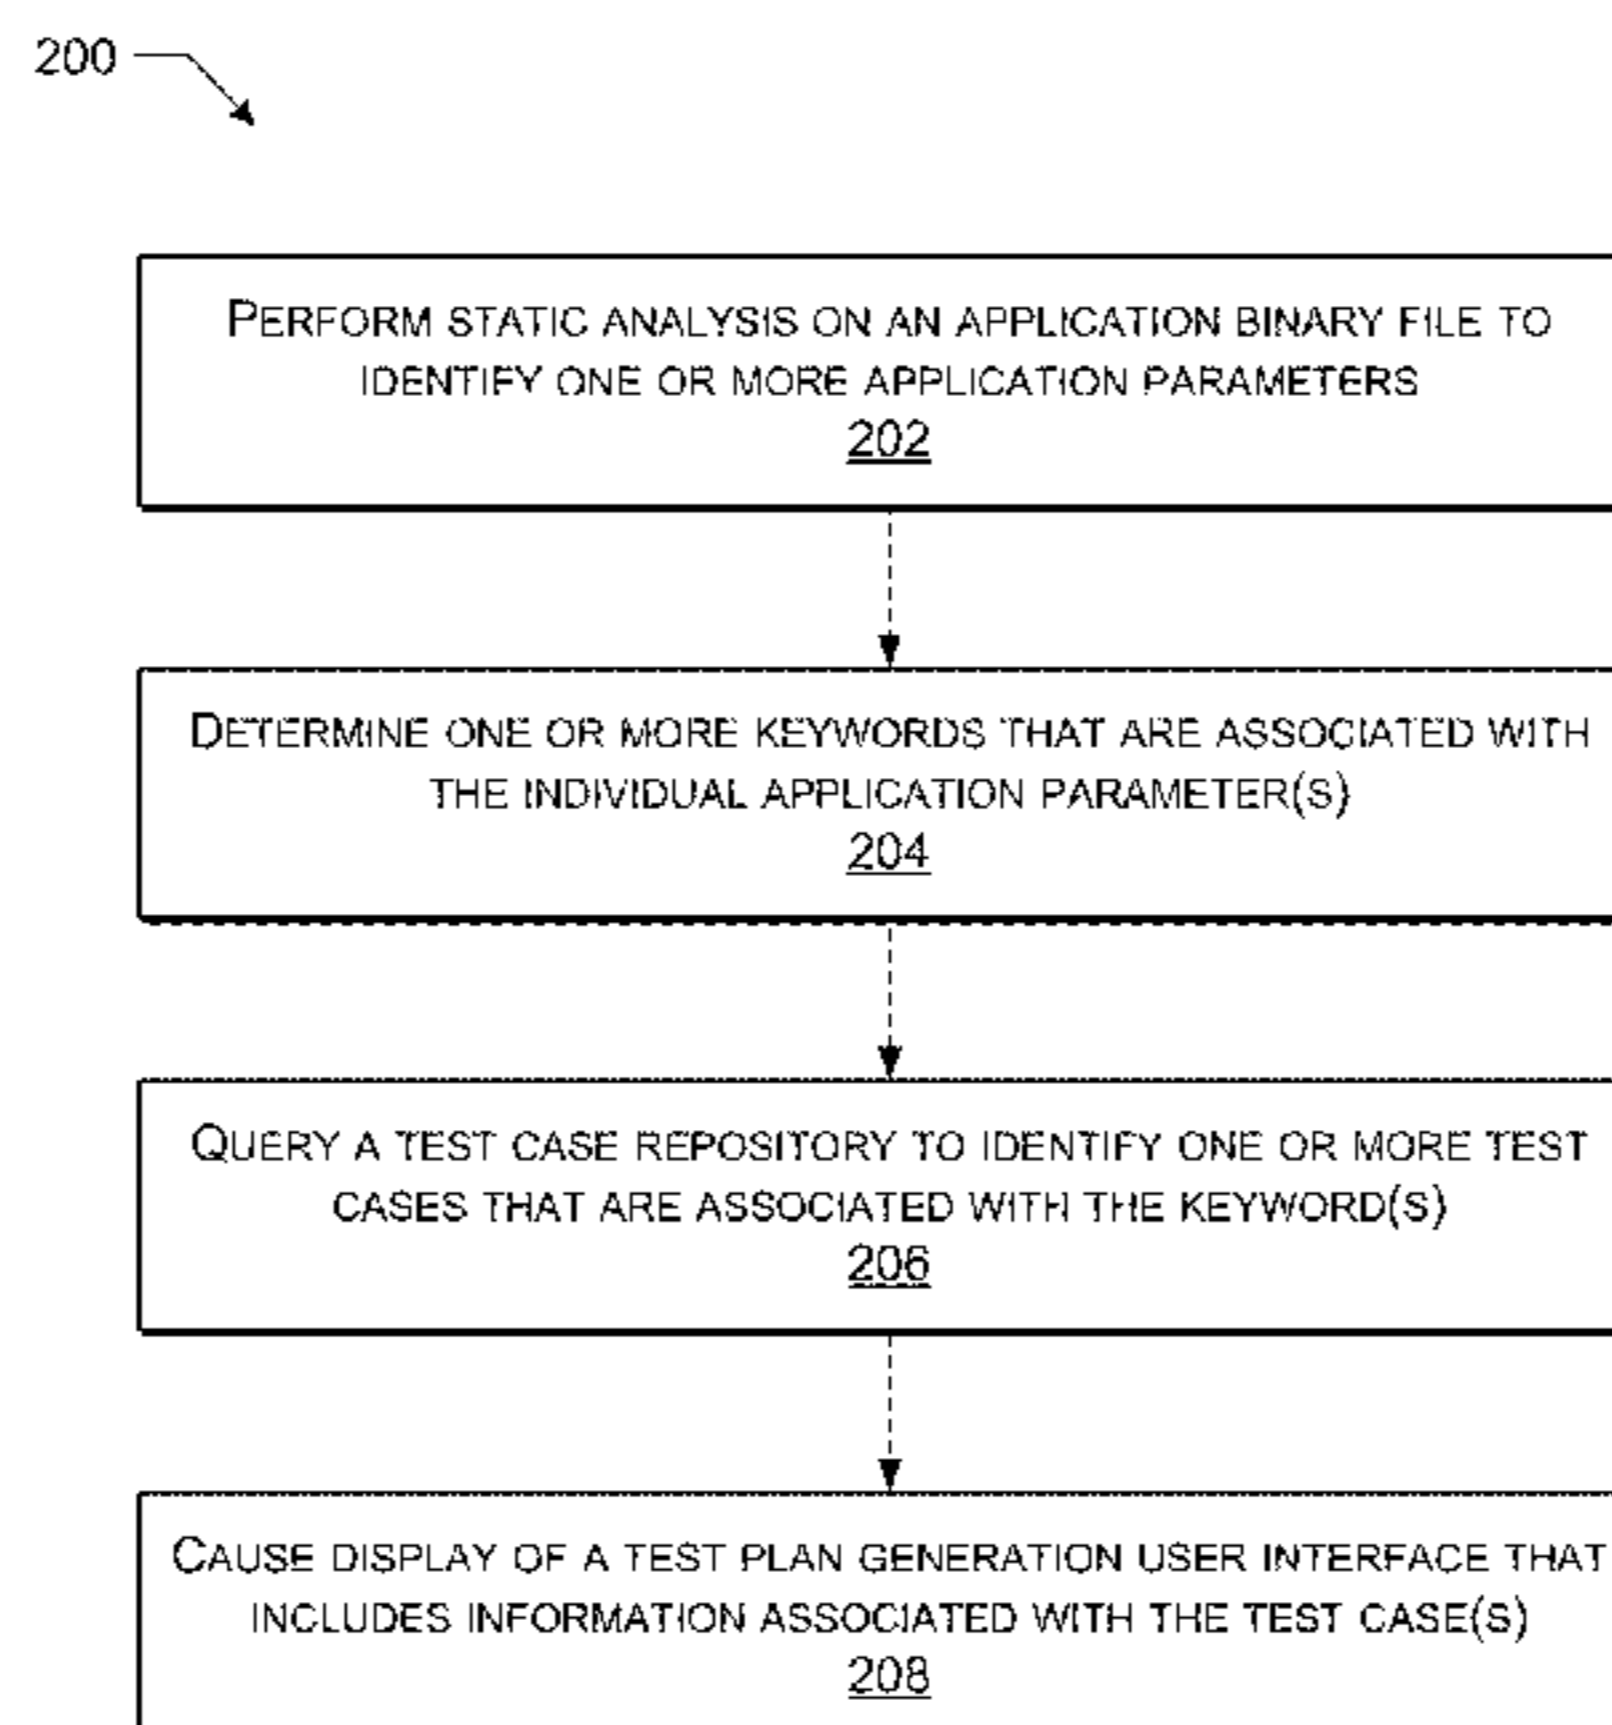 200
PERFORM STATIC ANALYSIS ON AN APPLICATION BINARY FILE TO
IDENTIFY ONE OR MORE APPLICATION PARAMETERS
202
DETERMINE ONE OR MORE KEYWORDS THAT ARE ASSOCIATED WITH
THE INDIVIDUAL APPLICATION PARAMETER(S)
204
QUERY A TEST CASE REPOSITORY TO IDENTIFY ONE OR MORE TEST
CASES THAT ARE ASSOCIATED WITH THE KEYWORD(S)
206
CAUSE DISPLAY OF A TEST PLAN GENERATION USER INTERFACE THAT
INCLUDES INFORMATION ASSOCIATED WITH THE TEST CASE(S)
208